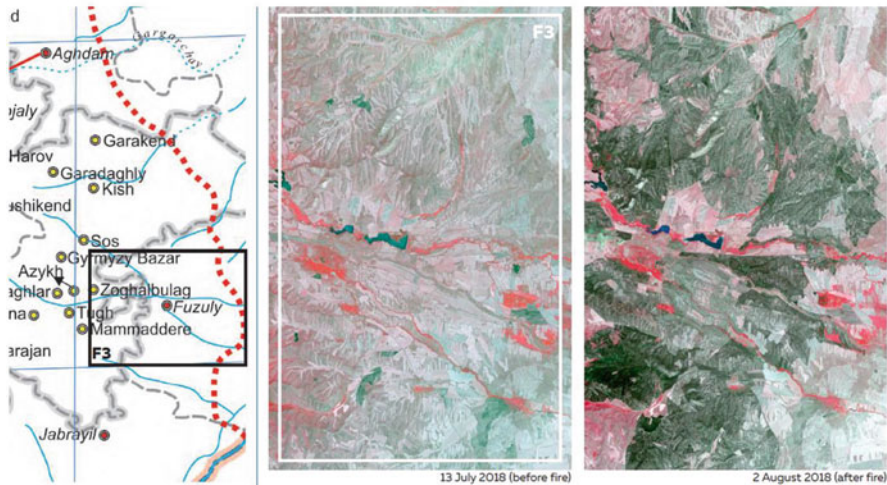 d
Aghdam
Gargarchay
jaly
Garakend
Harov
Garadaghly
Kish
ushikend
Sos
Gyrmyzy Bazar
Azykh
Zoghalbulag
aghlar
Fuzuly
na
Tugh
Mammaddere
arajan
F3
Jabrayil
F3
13 July 2018 (before fire)
2 August 2018 (after fire)